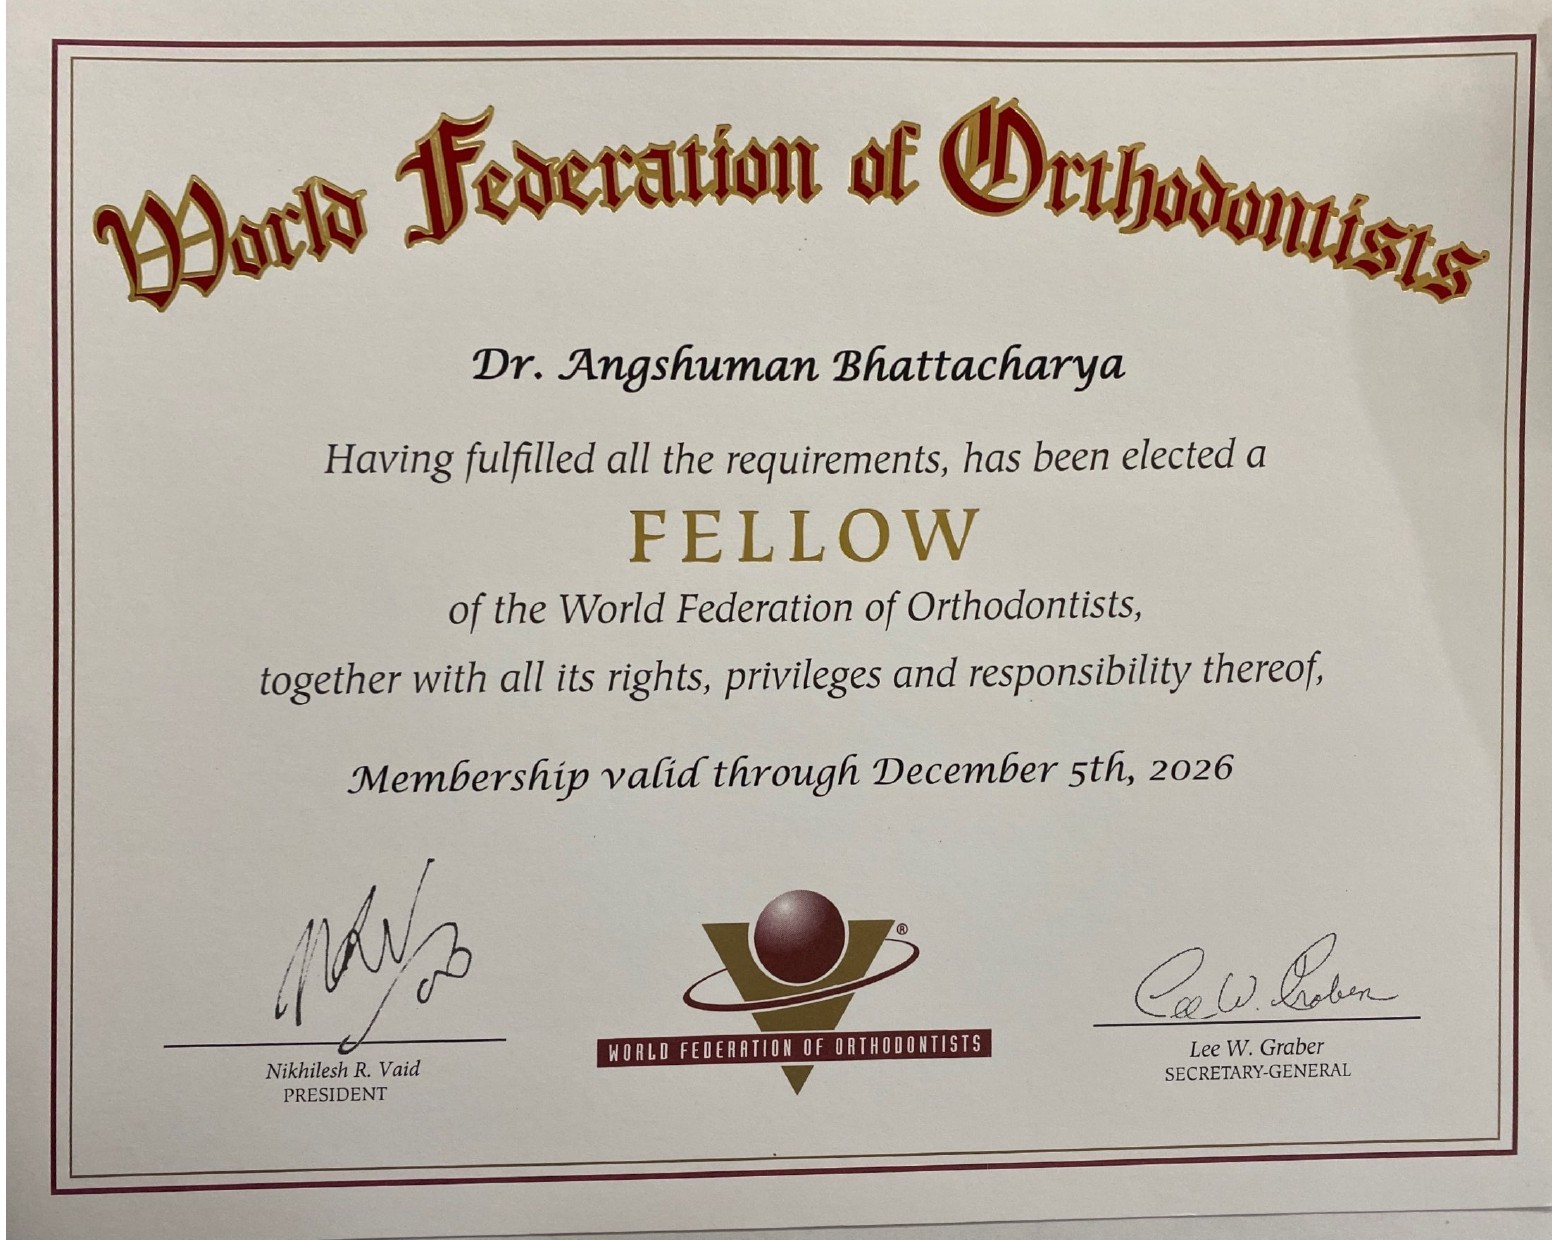 World Federation of Orthodontists
Dr. Angshuman Bhattacharya
Having fulfilled all the requirements, has been elected a
FELLOW
of the World Federation of Orthodontists,
together with all its rights, privileges and responsibility thereof,
Membership valid through December 5th, 2026
Lee W. Graber
®
WORLD FEDERATION OF ORTHODONTISTS
Nikhilesh R. Vaid
PRESIDENT
Lee W. Graber
SECRETARY-GENERAL